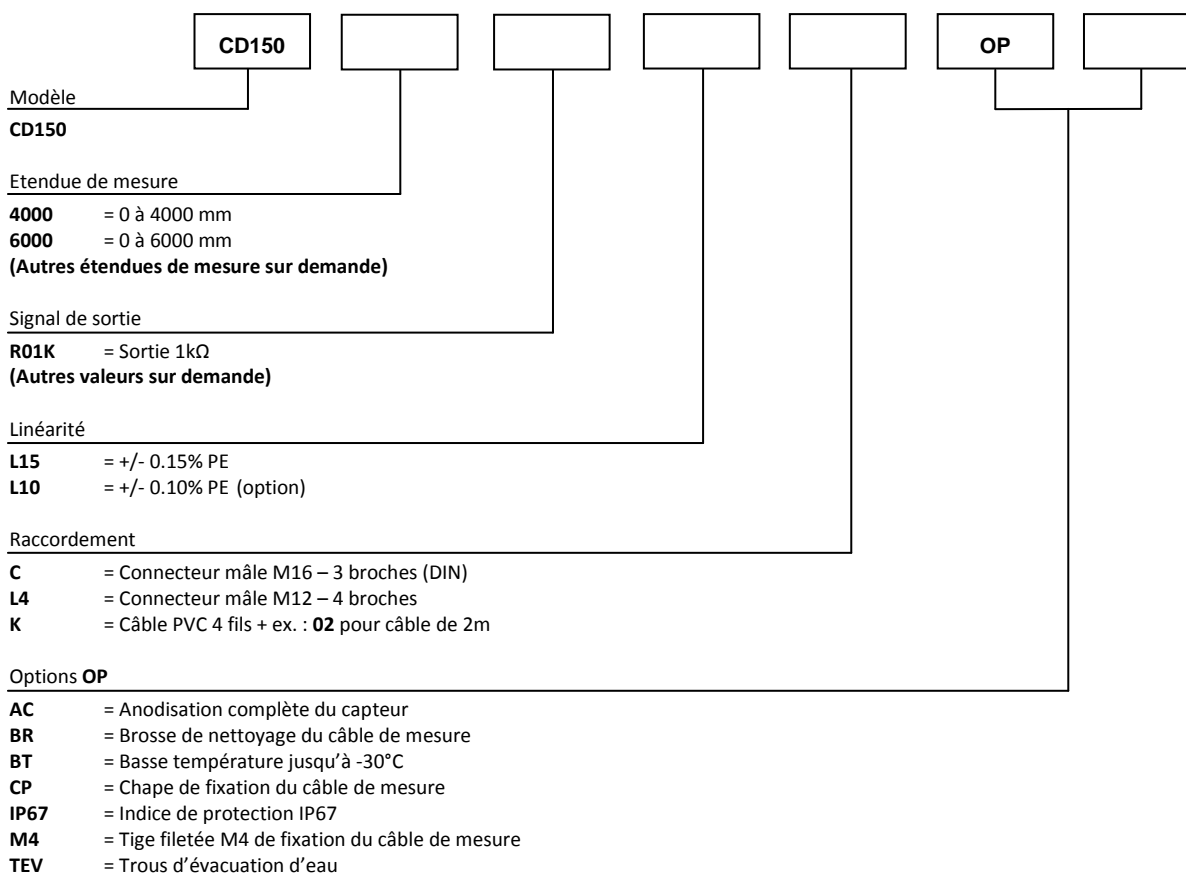 CD150 OP
Modèle
CD150
Etendue de mesure
4000 = 0 à 4000 mm
6000 = 0 à 6000 mm
(Autres étendues de mesure sur demande)
Signal de sortie
R01K = Sortie 1kΩ
(Autres valeurs sur demande)
Linéarité
L15 = +/- 0.15% PE
L10 = +/- 0.10% PE (option)
Raccordement
C = Connecteur mâle M16 – 3 broches (DIN)
L4 = Connecteur mâle M12 – 4 broches
K = Câble PVC 4 fils + ex. : 02 pour câble de 2m
Options OP
AC = Anodisation complète du capteur
BR = Brosse de nettoyage du câble de mesure
BT = Basse température jusqu’à -30°C
CP = Chape de fixation du câble de mesure
IP67 = Indice de protection IP67
M4 = Tige filetée M4 de fixation du câble de mesure
TEV = Trous d’évacuation d’eau